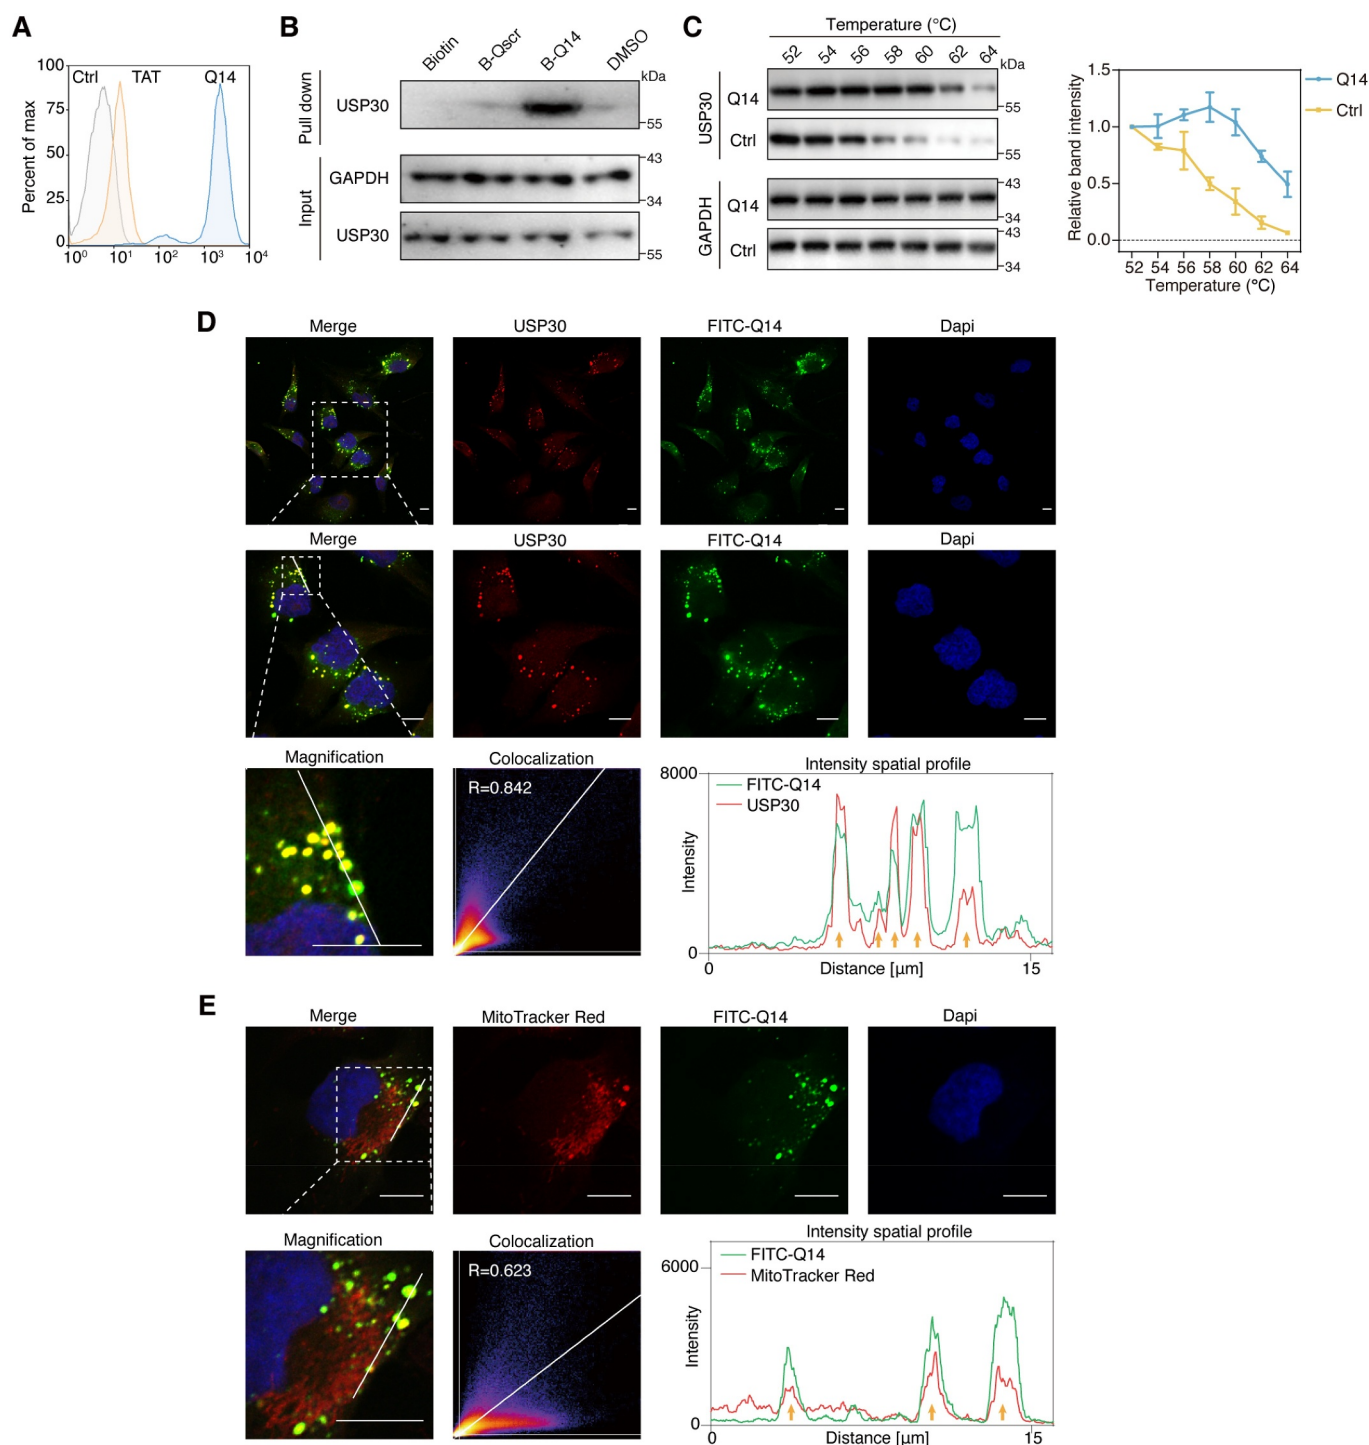 A
100
75
50
25
0
Percent of max
Ctrl TAT Q14
10⁰ 10¹ 10² 10³ 10⁴
B
Biotin B-Qscr B-Q14 DMSO
kDa
Pull down
USP30
55
Input
GAPDH
43
34
USP30
55
C
Temperature (°C)
52 54 56 58 60 62 64
kDa
USP30
Q14
55
Ctrl
55
GAPDH
Q14
43
34
Ctrl
43
34
1.5
1.0
0.5
0.0
Relative band intensity
Q14
Ctrl
52 54 56 58 60 62 64
Temperature (°C)
D
Merge USP30 FITC-Q14 Dapi
Merge USP30 FITC-Q14 Dapi
Magnification Colocalization Intensity spatial profile
R=0.842
8000
FITC-Q14
USP30
Intensity
0
0 15
Distance [µm]
E
Merge MitoTracker Red FITC-Q14 Dapi
Magnification Colocalization Intensity spatial profile
R=0.623
6000
FITC-Q14
MitoTracker Red
Intensity
0
0 15
Distance [µm]